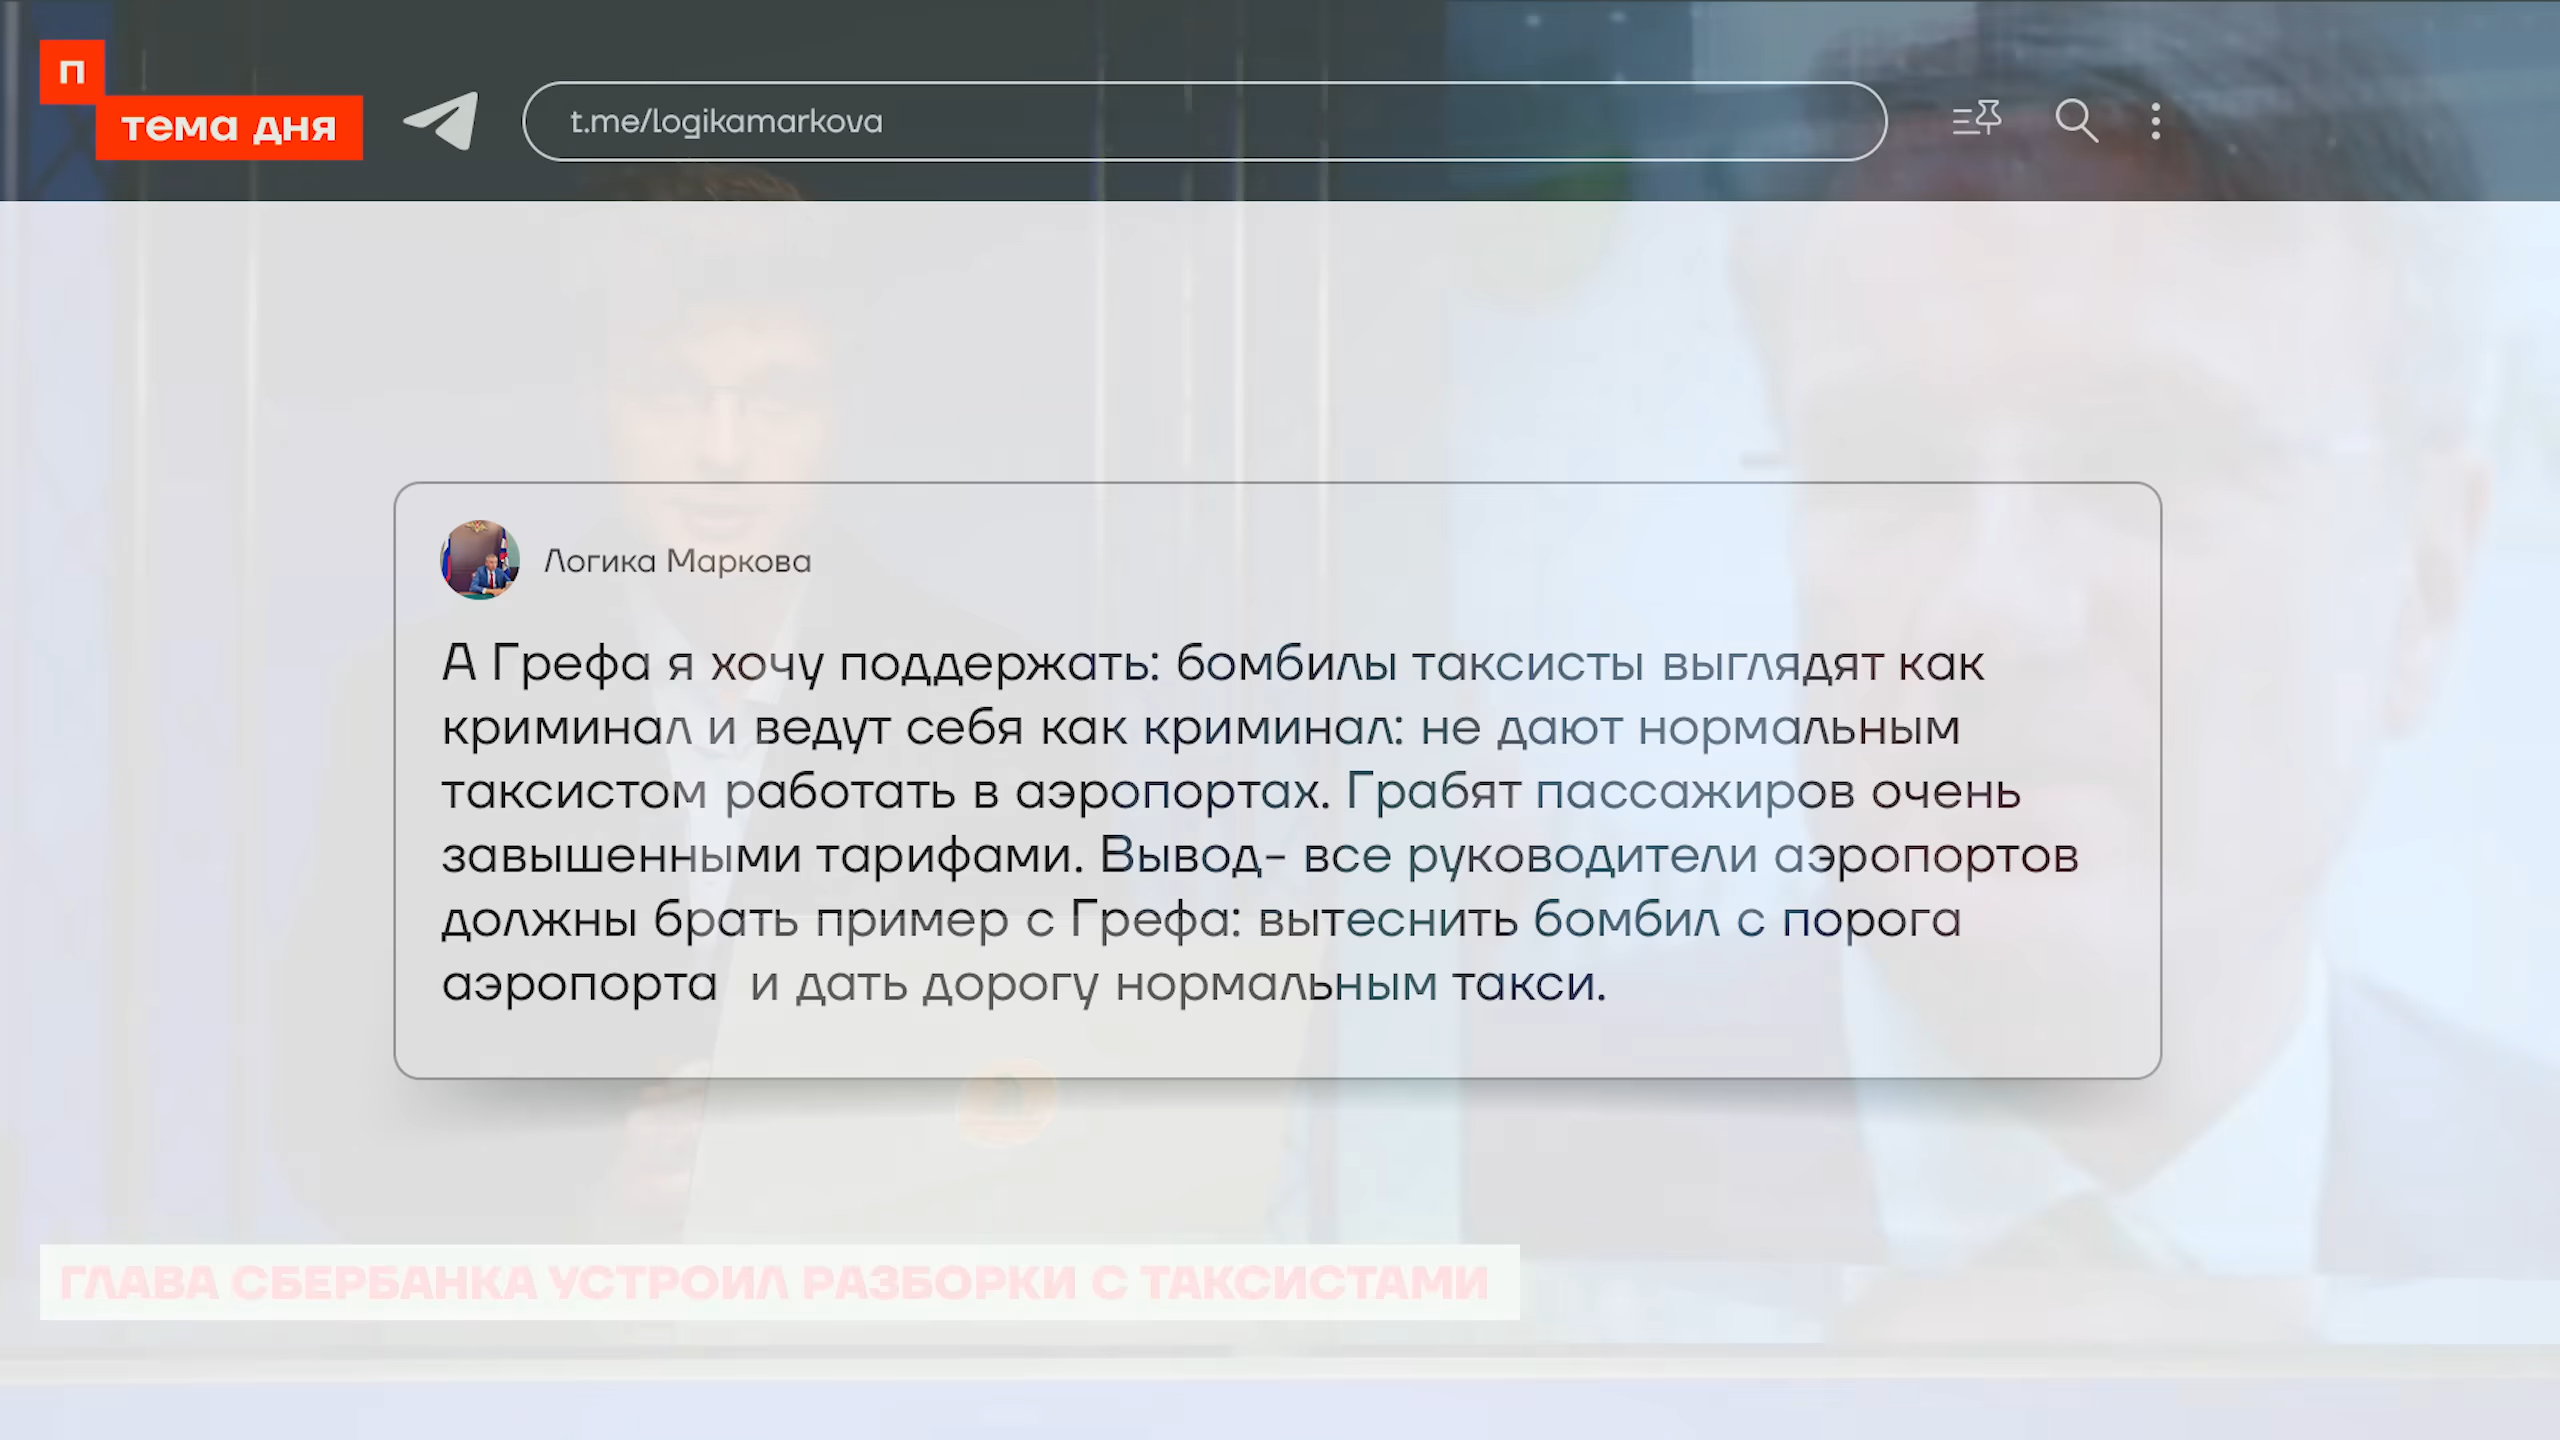 п
тема дня
t.me/logikamarkova
Логика Маркова
А Грефа я хочу поддержать: бомбилы таксисты выглядят как
криминал и ведут себя как криминал: не дают нормальным
таксистом работать в аэропортах. Грабят пассажиров очень
завышенными тарифами. Вывод- все руководители аэропортов
должны брать пример с Грефа: вытеснить бомбил с порога
аэропорта  и дать дорогу нормальным такси.
ГЛАВА СБЕРБАНКА УСТРОИЛ РАЗБОРКИ С ТАКСИСТАМИ